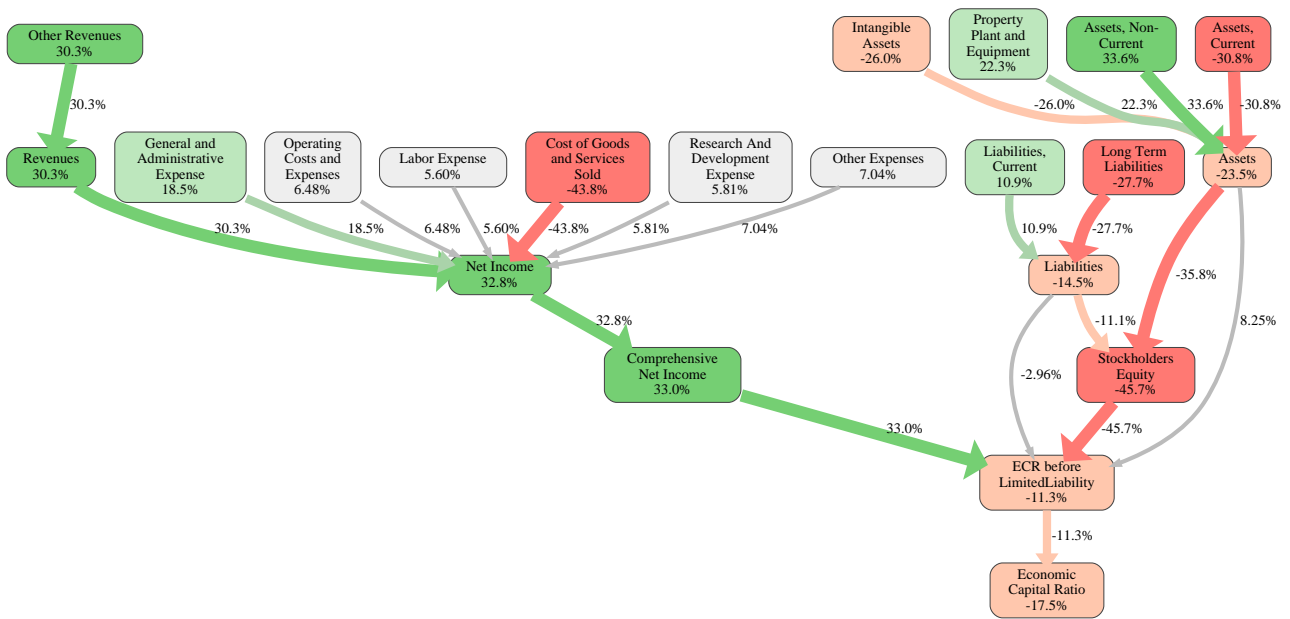 Other Revenues
30.3%
Intangible
Assets
-26.0%
Property
Plant and
Equipment
22.3%
Assets, Non-
Current
33.6%
Assets,
Current
-30.8%
30.3%
-26.0%
22.3%
33.6%
-30.8%
Revenues
30.3%
General and
Administrative
Expense
18.5%
Operating
Costs and
Expenses
6.48%
Labor Expense
5.60%
Cost of Goods
and Services
Sold
-43.8%
Research And
Development
Expense
5.81%
Other Expenses
7.04%
Liabilities,
Current
10.9%
Long Term
Liabilities
-27.7%
Assets
-23.5%
30.3%
18.5%
6.48%
5.60%
-43.8%
5.81%
7.04%
10.9%
-27.7%
-35.8%
Net Income
32.8%
Liabilities
-14.5%
32.8%
-11.1%
8.25%
Comprehensive
Net Income
33.0%
-2.96%
Stockholders
Equity
-45.7%
33.0%
-45.7%
ECR before
LimitedLiability
-11.3%
-11.3%
Economic
Capital Ratio
-17.5%